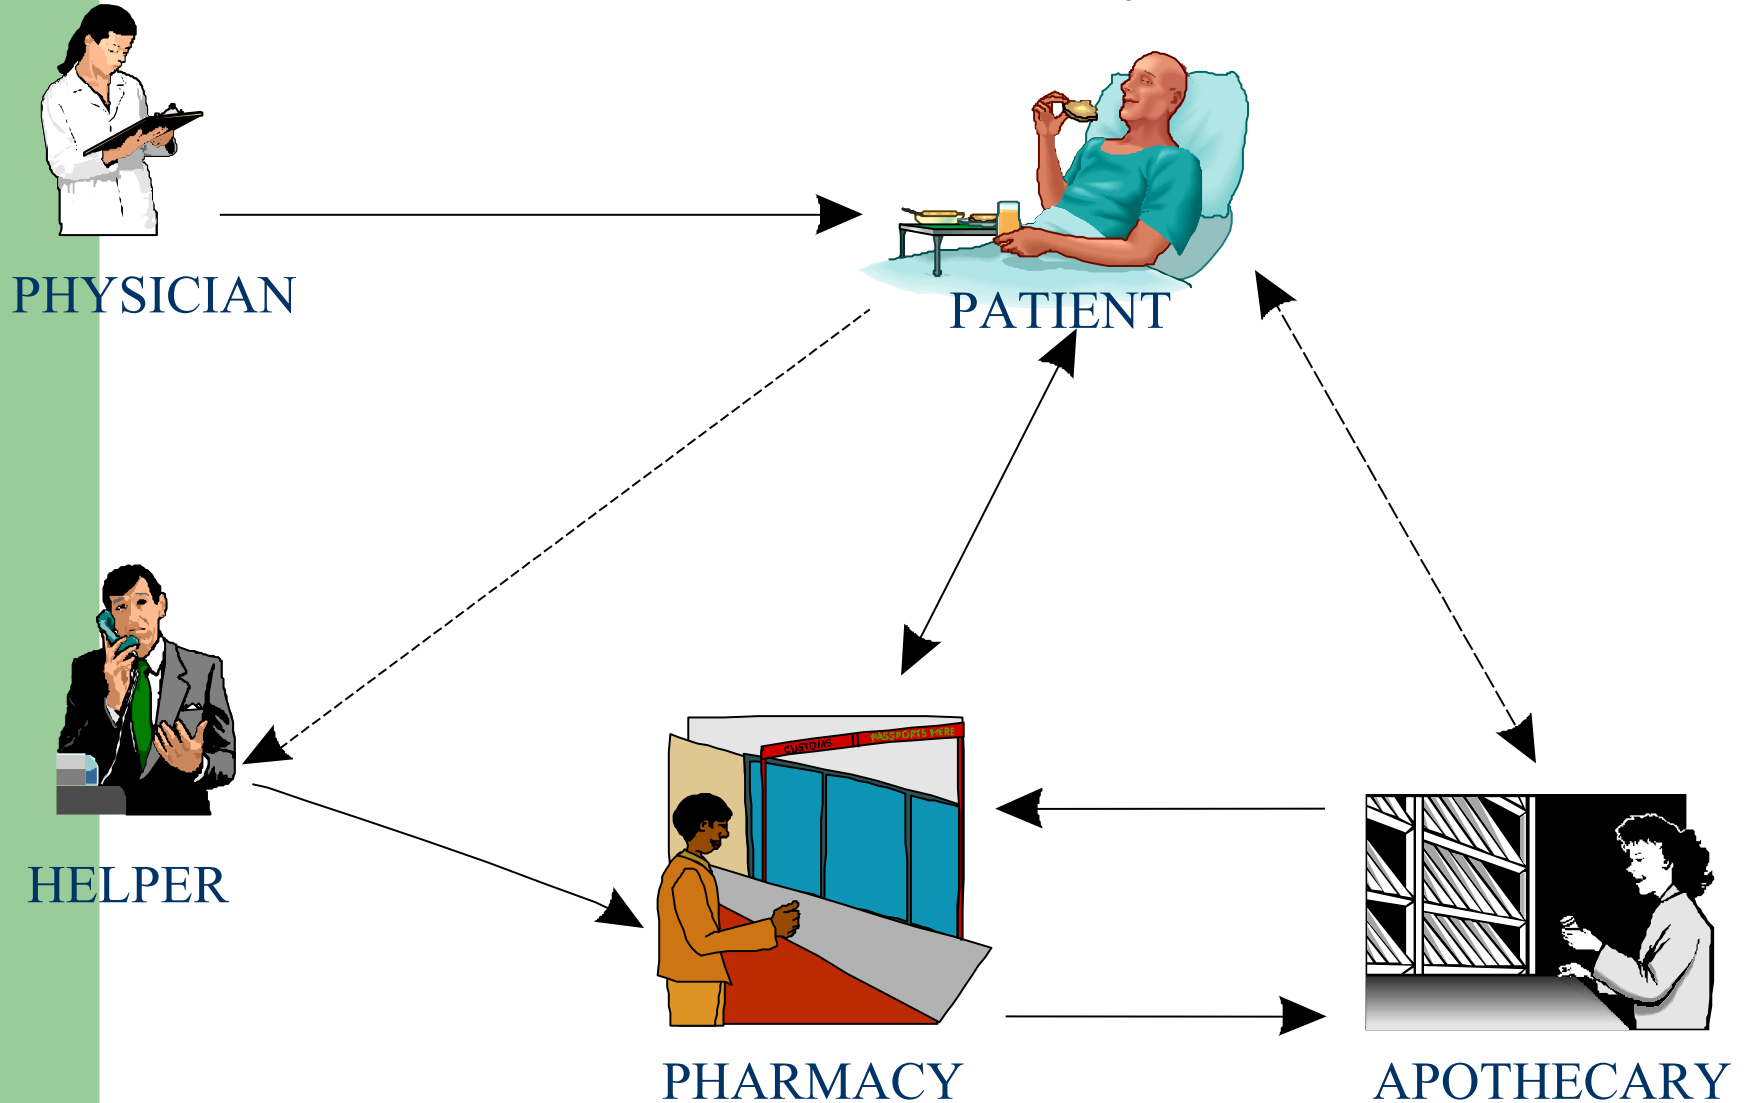 PHYSICIAN
PATIENT
CUSTOMS
PASSPORTS HERE
HELPER
PHARMACY
APOTHECARY